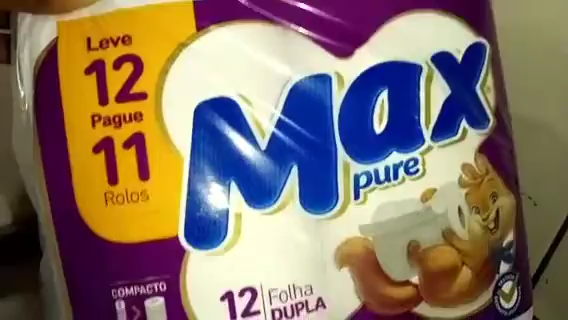 Leve
12
Pague
11
Rolos
Max
pure
COMPACTO
12 Folha
DUPLA